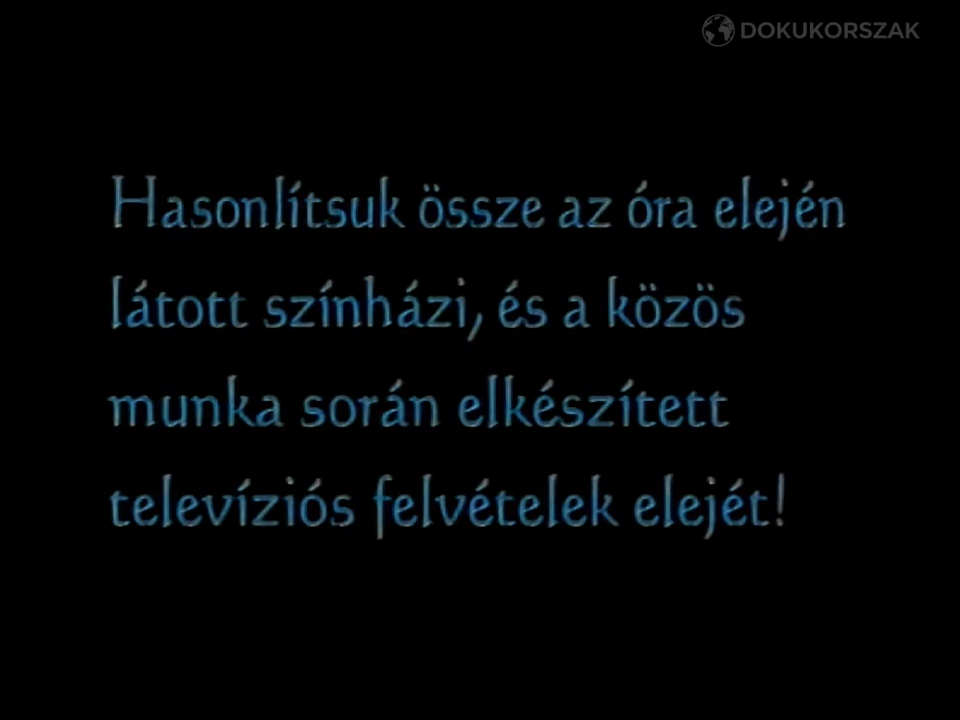 DOKUKORSZAK
Hasonlítsuk össze az óra elején
látott színházi, és a közös
munka során elkészített
televíziós felvételek elejét!